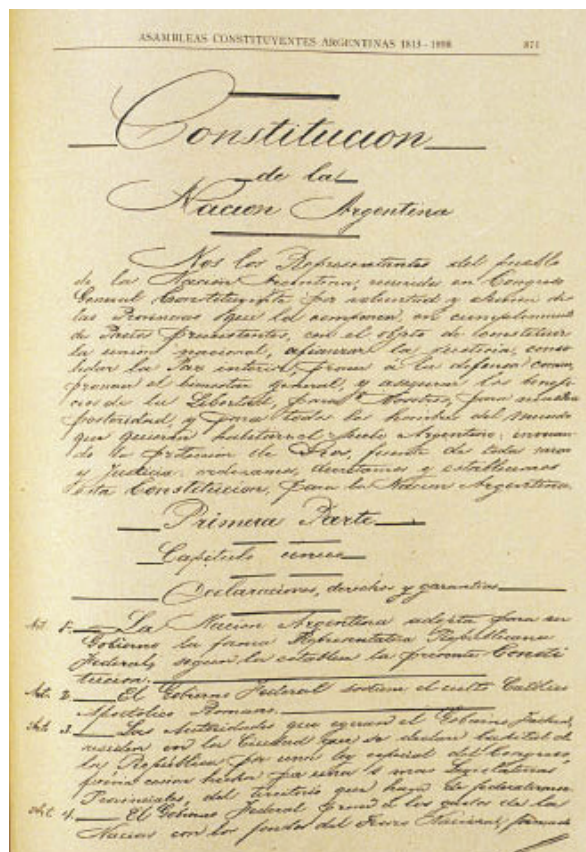 ASAMBLEAS CONSTITUYENTES ARGENTINAS 1813-1898 871
Constitucion
de la
Nacion Argentina
Nos los Representantes del pueblo
de la Nacion Argentina, reunidos en Congreso
General Constituyente por voluntad y eleccion de
las Provincias que la componen, en cumplimiento
de Pactos Preexistentes, con el objeto de constituir
la union nacional, afianzar la justicia, conso
lidar la Paz interior, proveer a la defensa comun,
promover el bienestar general, y asegurar los benefi
cios de la Libertad, para Nosotros, para nuestra
posteridad, y para todos los hombres del mundo
que quieran habitar en el suelo Argentino: invocan
do la proteccion de Dios, fuente de toda razon
y Justicia: ordenamos, decretamos y establecemos
esta Constitucion, para la Nacion Argentina.
Primera Parte
Capitulo unico
Declaraciones, derechos y garantias
Art. 1º La Nacion Argentina adopta para su
Gobierno la forma Representativa Republicana
Federal, segun la establece la presente Consti
tucion.
Art. 2. El Gobierno Federal sostiene el culto Católico
Apostolico Romano.
Art. 3. Las Autoridades que egercen el Gobierno Federal,
residen en la Ciudad que se declare Capital de
la Republica por una ley especial del Congreso,
previa cesion hecha por una o mas Legislaturas
Provinciales, del territorio que haya de federalizarse.
Art. 4. El Gobierno Federal provee a los gastos de la
Nacion con los fondos del Tesoro Nacional, formado